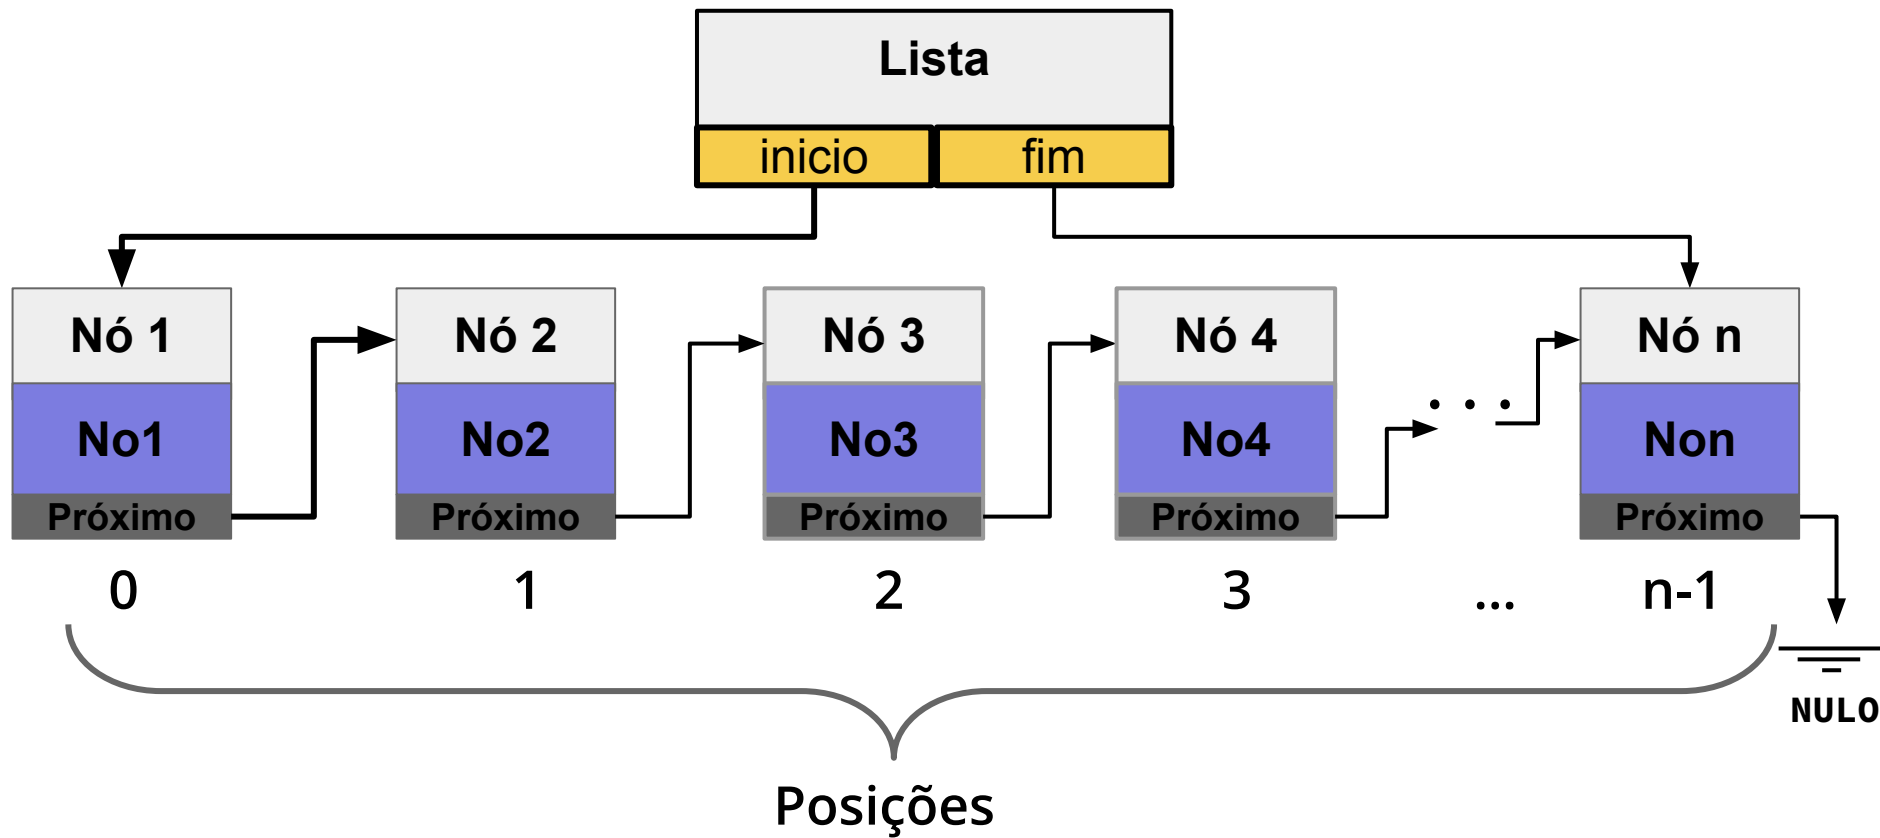 Lista
inicio fim
Nó 1 Nó 2 Nó 3 Nó 4 Nó n
. . .
No1 No2 No3 No4 Non
Próximo Próximo Próximo Próximo Próximo
0 1 2 3 ... n-1
NULO
Posições